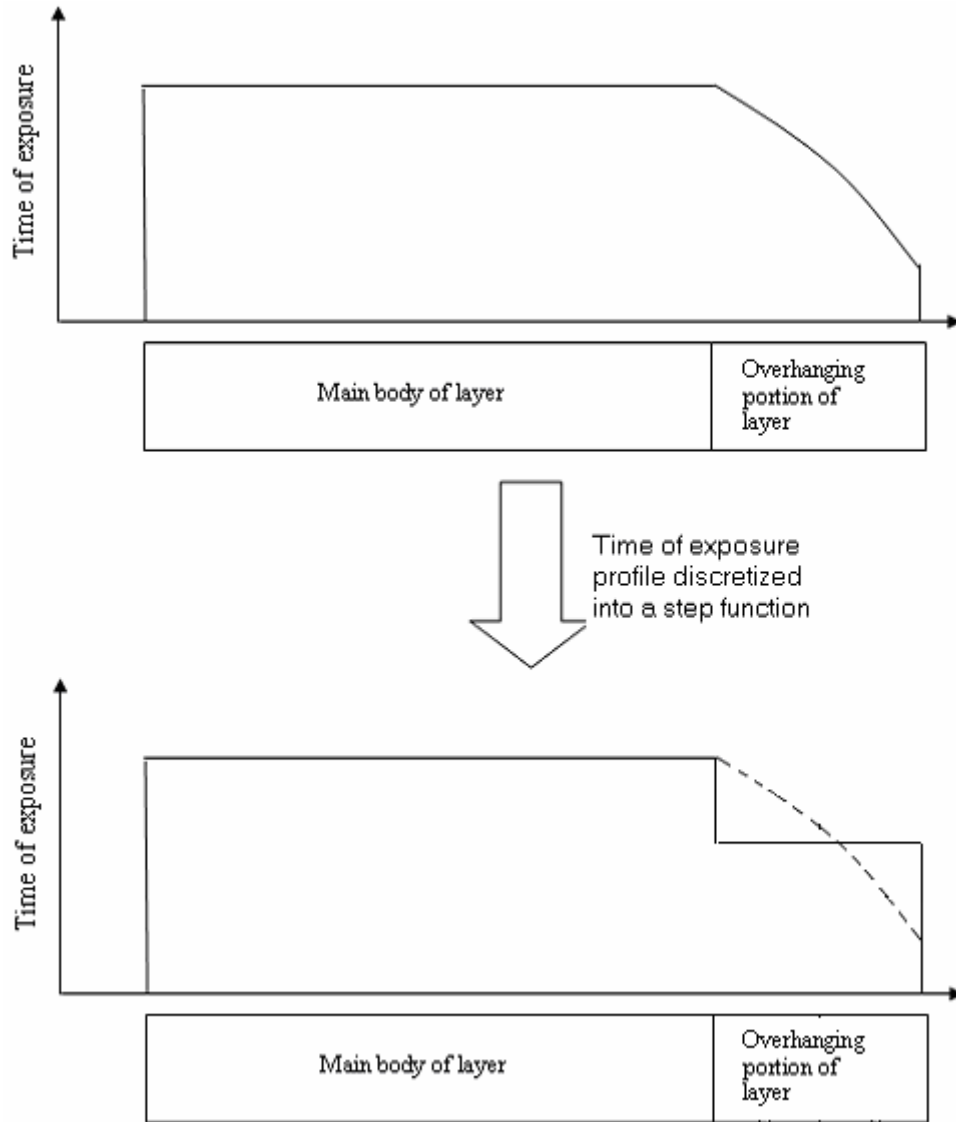 Time of exposure
Main body of layer
Overhanging
portion of
layer
Time of exposure
profile discretized
into a step function
Time of exposure
Main body of layer
Overhanging
portion of
layer